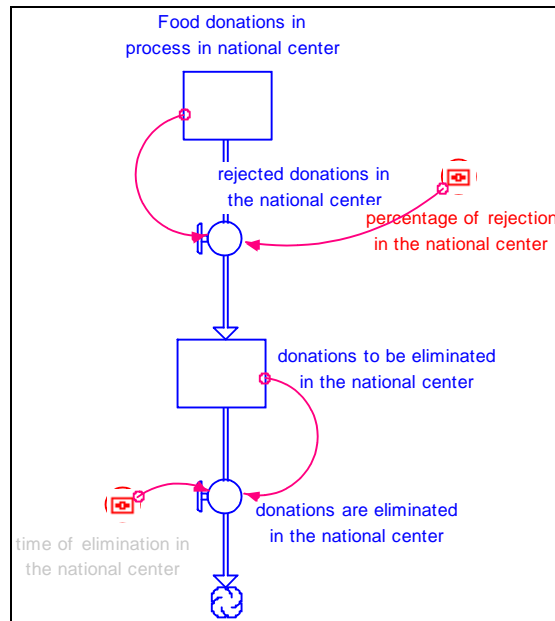 Food donations in
process in national center
rejected donations in
the national center
percentage of rejection
in the national center
donations to be eliminated
in the national center
donations are eliminated
in the national center
time of elimination in
the national center